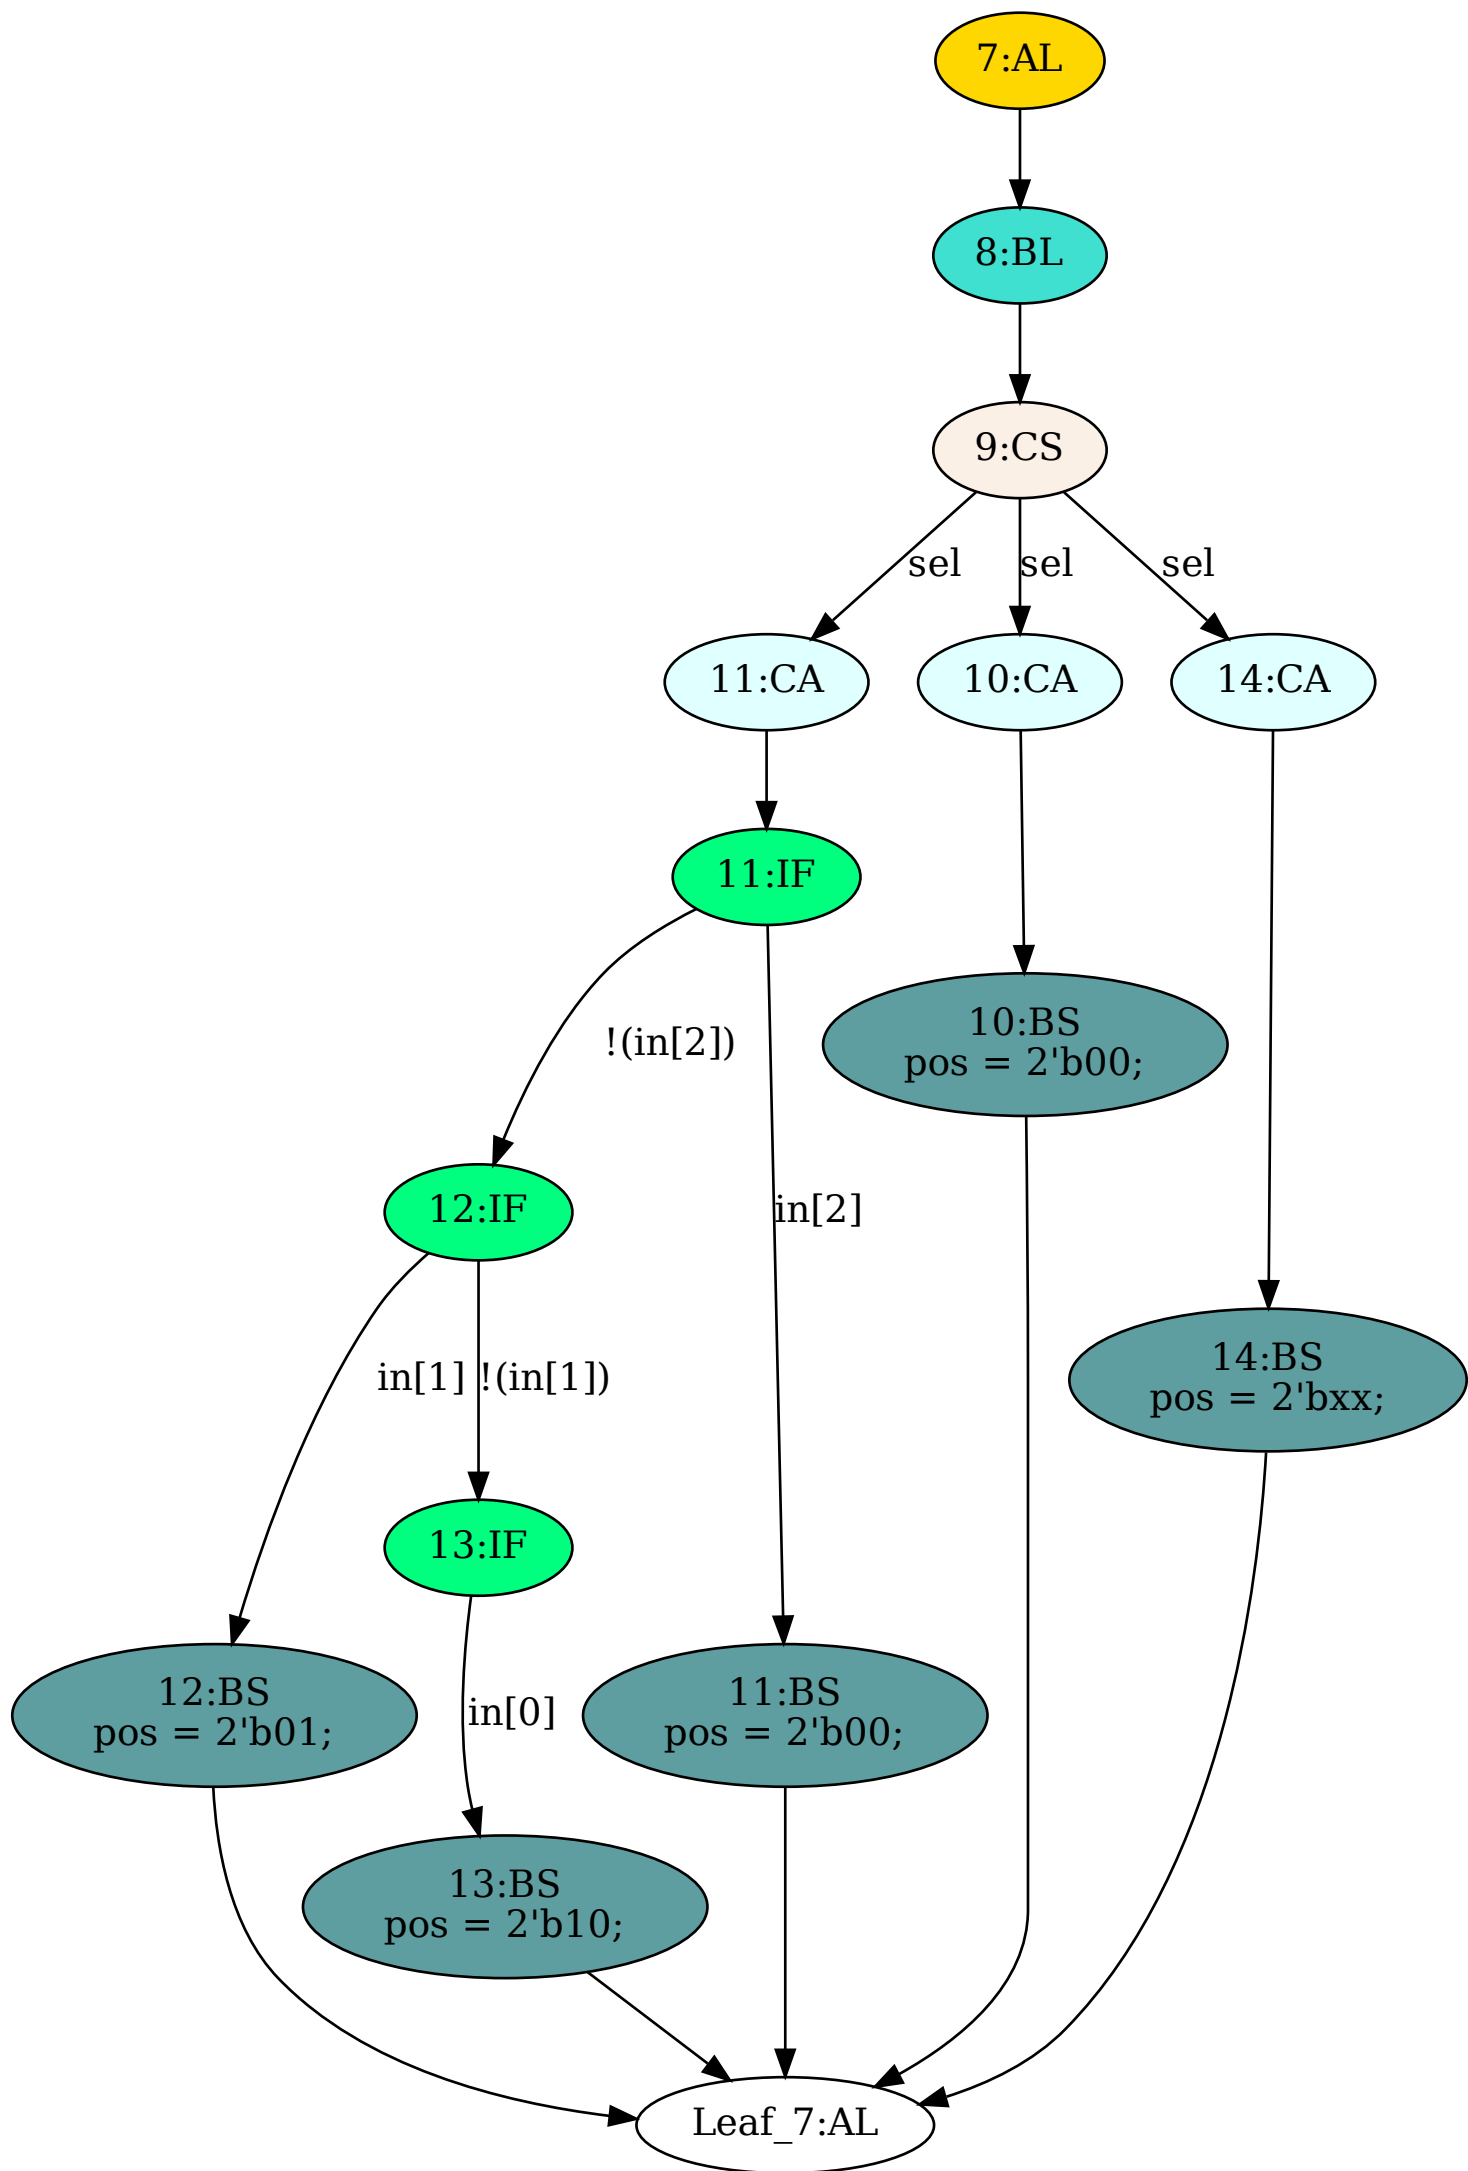 7:AL
8:BL
9:CS
sel
sel
sel
11:CA
10:CA
14:CA
11:IF
10:BS
pos = 2'b00;
!(in[2])
12:IF
in[2]
14:BS
pos = 2'bxx;
in[1]
!(in[1])
13:IF
12:BS
pos = 2'b01;
in[0]
11:BS
pos = 2'b00;
13:BS
pos = 2'b10;
Leaf_7:AL